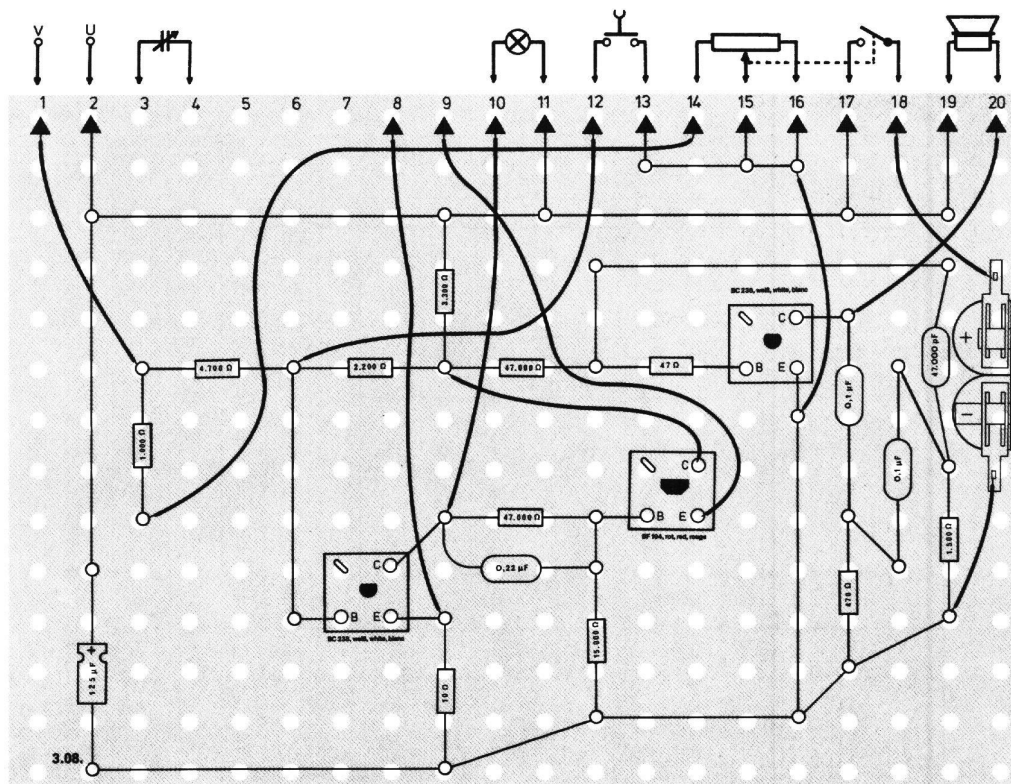 V U
1 2 3 4 5 6 7 8 9 10 11 12 13 14 15 16 17 18 19 20
3.300 Ω
BC 238, weiß, white, blanc
C
B E
4.700 Ω
2.200 Ω
47.000 Ω
47 Ω
0,1 µF
47.000 pF
+
−
1.000 Ω
0,1 µF
C
B E
BF 194, rot, red, rouge
47.000 Ω
1.500 Ω
0,22 µF
C
B E
BC 238, weiß, white, blanc
470 Ω
15.000 Ω
+
125 µF
10 Ω
3.08.